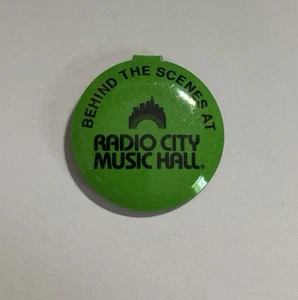 BEHIND THE SCENES AT
RADIO CITY
MUSIC HALL®